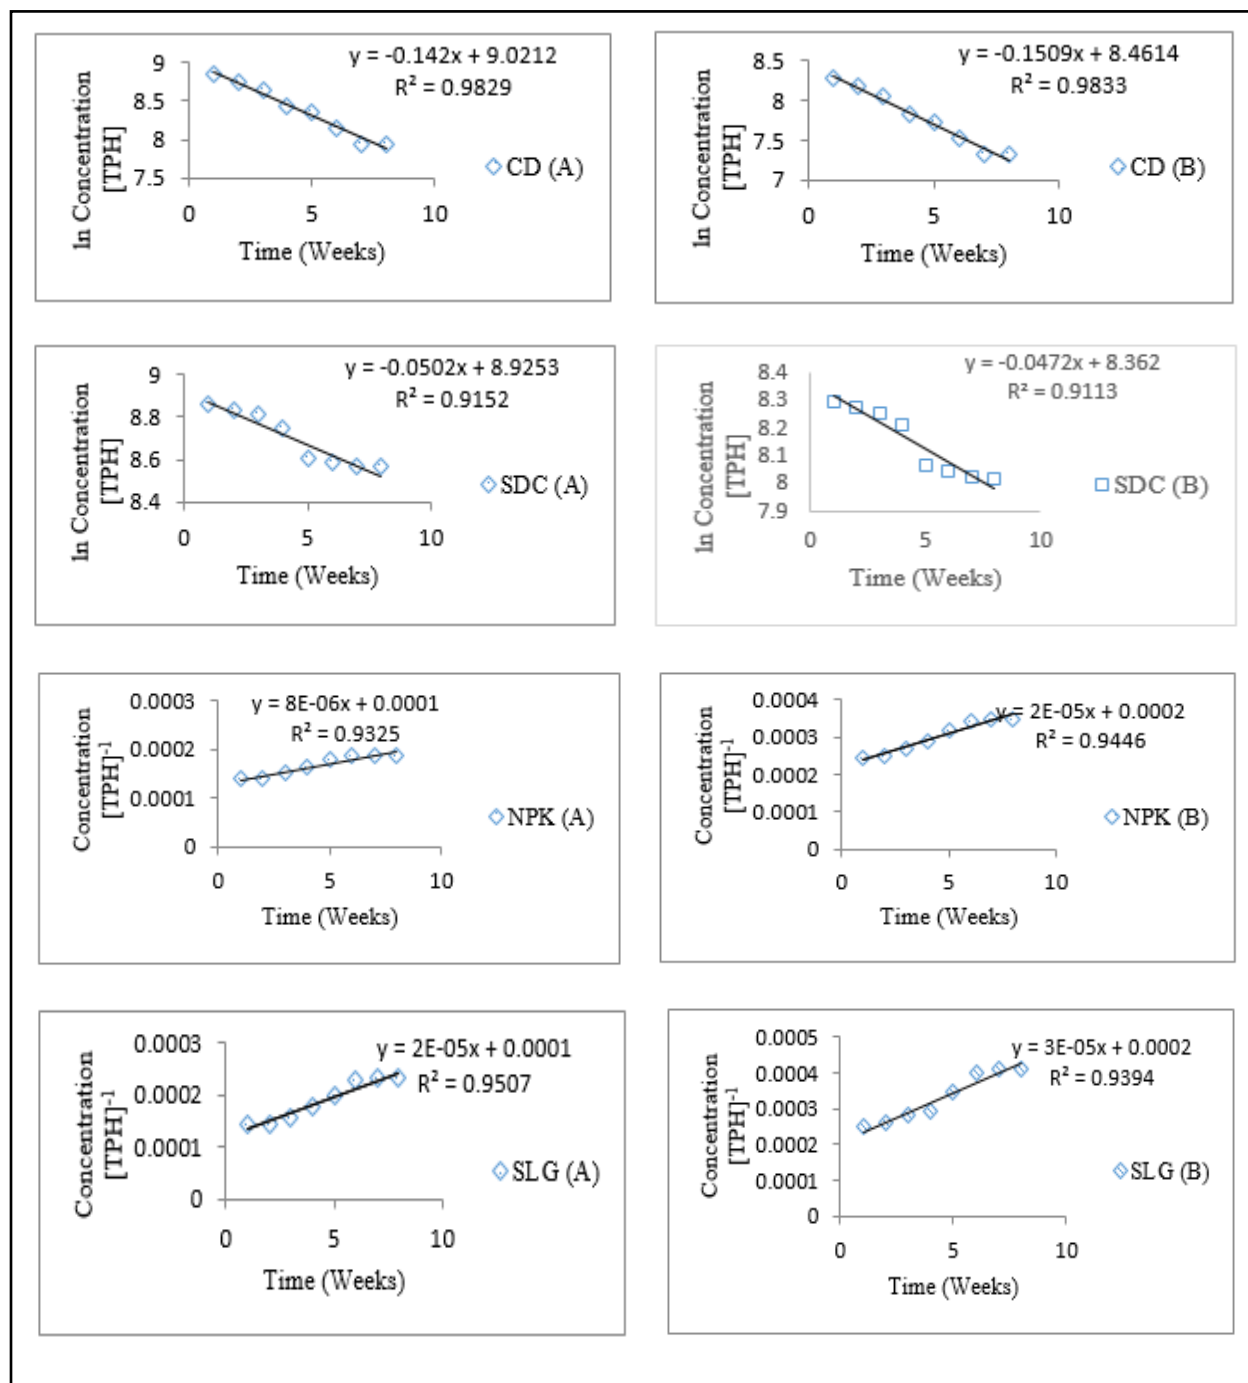 y = -0.142x + 9.0212
R² = 0.9829
9
8.5
8
7.5
0
5
10
ln Concentration
[TPH]
Time (Weeks)
CD (A)
y = -0.1509x + 8.4614
R² = 0.9833
8.5
8
7.5
7
0
5
10
ln Concentration
[TPH]
Time (Weeks)
CD (B)
y = -0.0502x + 8.9253
R² = 0.9152
9
8.8
8.6
8.4
0
5
10
ln Concentration
[TPH]
Time (Weeks)
SDC (A)
y = -0.0472x + 8.362
R² = 0.9113
8.4
8.3
8.2
8.1
8
7.9
0
5
10
ln Concentration
[TPH]
Time (Weeks)
SDC (B)
y = 8E-06x + 0.0001
R² = 0.9325
0.0003
0.0002
0.0001
0
0
5
10
Concentration
[TPH]⁻¹
Time (Weeks)
NPK (A)
y = 2E-05x + 0.0002
R² = 0.9446
0.0004
0.0003
0.0002
0.0001
0
0
5
10
Concentration
[TPH]⁻¹
Time (Weeks)
NPK (B)
y = 2E-05x + 0.0001
R² = 0.9507
0.0003
0.0002
0.0001
0
0
5
10
Concentration
[TPH]⁻¹
Time (Weeks)
SLG (A)
y = 3E-05x + 0.0002
R² = 0.9394
0.0005
0.0004
0.0003
0.0002
0.0001
0
0
5
10
Concentration
[TPH]⁻¹
Time (Weeks)
SLG (B)